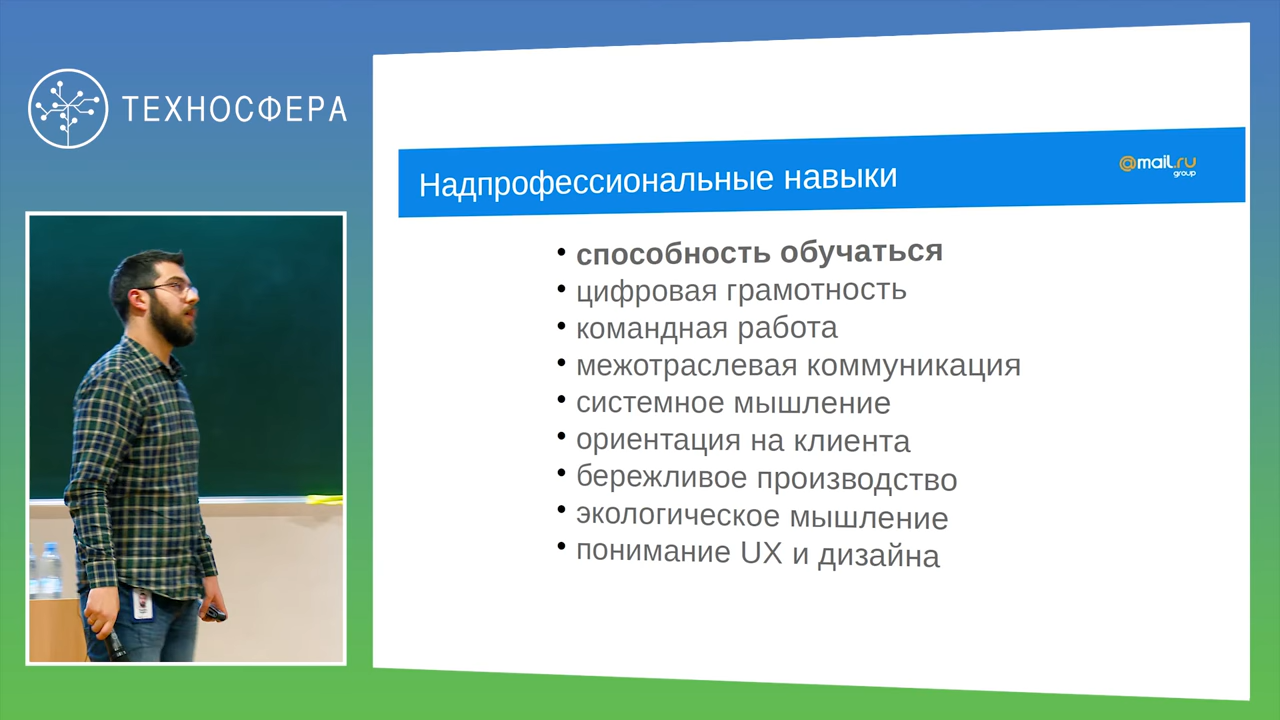 ТЕХНОСФЕРА
Надпрофессиональные навыки
@mail.ru
group
• способность обучаться
• цифровая грамотность
• командная работа
• межотраслевая коммуникация
• системное мышление
• ориентация на клиента
• бережливое производство
• экологическое мышление
• понимание UX и дизайна